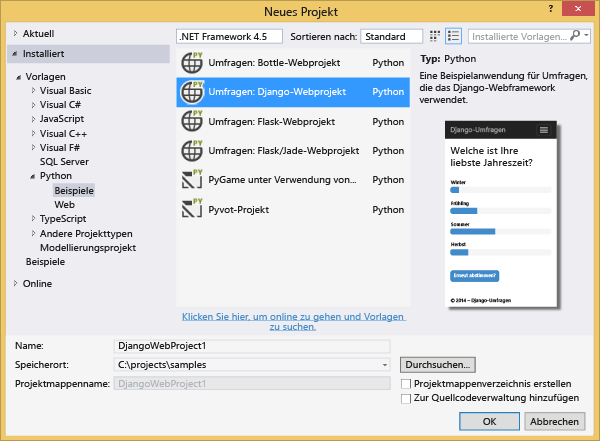 Neues Projekt
? ×
Aktuell
.NET Framework 4.5 Sortieren nach: Standard
Installierte Vorlagen...
Installiert
Vorlagen
Visual Basic
Visual C#
JavaScript
Visual C++
Visual F#
SQL Server
Python
Beispiele
Web
TypeScript
Andere Projekttypen
Modellierungsprojekt
Beispiele
Online
Umfragen: Bottle-Webprojekt Python
Umfragen: Django-Webprojekt Python
Umfragen: Flask-Webprojekt Python
Umfragen: Flask/Jade-Webprojekt Python
PyGame unter Verwendung von... Python
Pyvot-Projekt Python
Klicken Sie hier, um online zu gehen und Vorlagen
zu suchen.
Typ: Python
Eine Beispielanwendung für Umfragen,
die das Django-Webframework
verwendet.
Django-Umfragen
Welche ist Ihre
liebste Jahreszeit?
Winter
Frühling
Sommer
Herbst
Erneut abstimmen?
© 2014 – Django-Umfragen
Name: DjangoWebProject1
Speicherort: C:\projects\samples
Durchsuchen...
Projektmappenname: DjangoWebProject1
Projektmappenverzeichnis erstellen
Zur Quellcodeverwaltung hinzufügen
OK Abbrechen